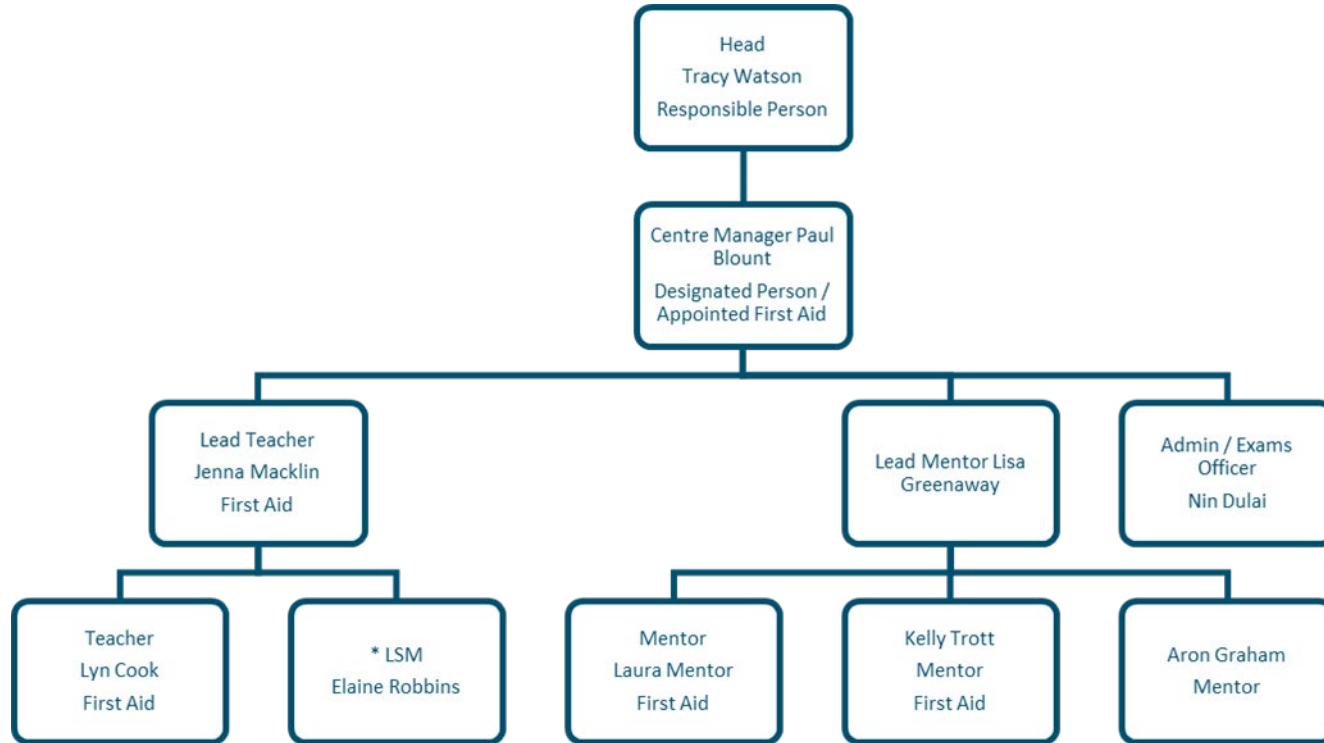 Head
Tracy Watson
Responsible Person
Centre Manager Paul
Blount
Designated Person /
Appointed First Aid
Lead Teacher
Jenna Macklin
First Aid
Lead Mentor Lisa
Greenaway
Admin / Exams
Officer
Nin Dulai
Teacher
Lyn Cook
First Aid
* LSM
Elaine Robbins
Mentor
Laura Mentor
First Aid
Kelly Trott
Mentor
First Aid
Aron Graham
Mentor